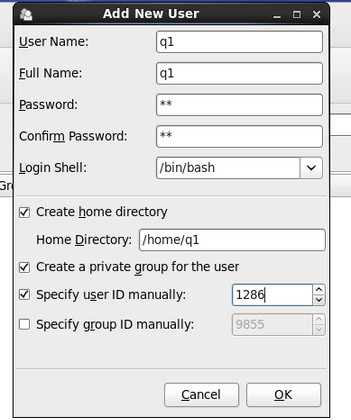 Add New User
User Name: q1
Full Name: q1
Password: **
Confirm Password: **
Login Shell: /bin/bash
Gro
Create home directory
Home Directory: /home/q1
Create a private group for the user
Specify user ID manually: 1286
Specify group ID manually: 9855
Cancel OK